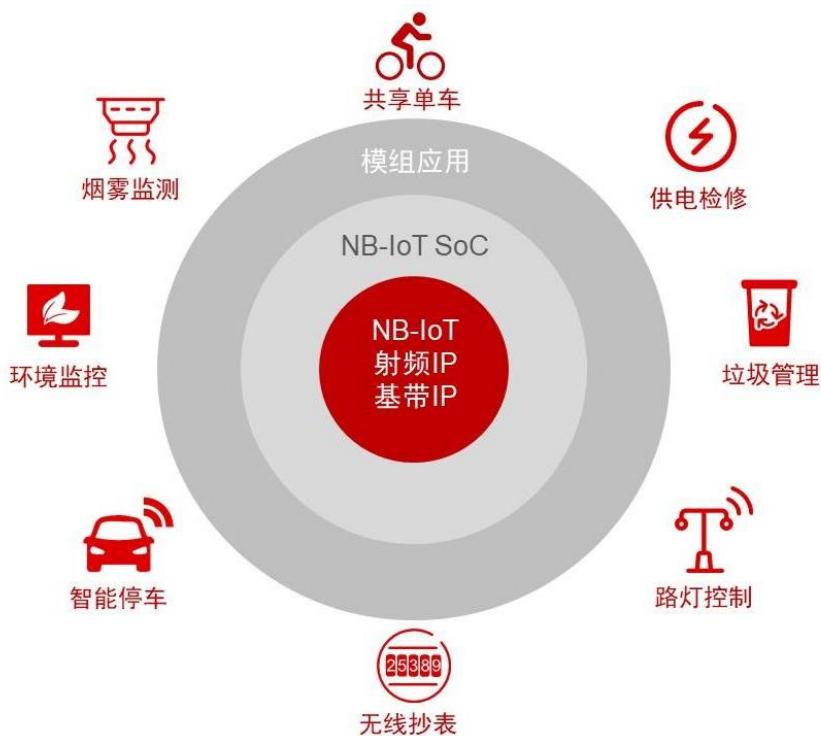 共享单车
烟雾监测
供电检修
模组应用
NB-IoT SoC
NB-IoT
射频IP
基带IP
环境监控
垃圾管理
智能停车
路灯控制
25389
无线抄表